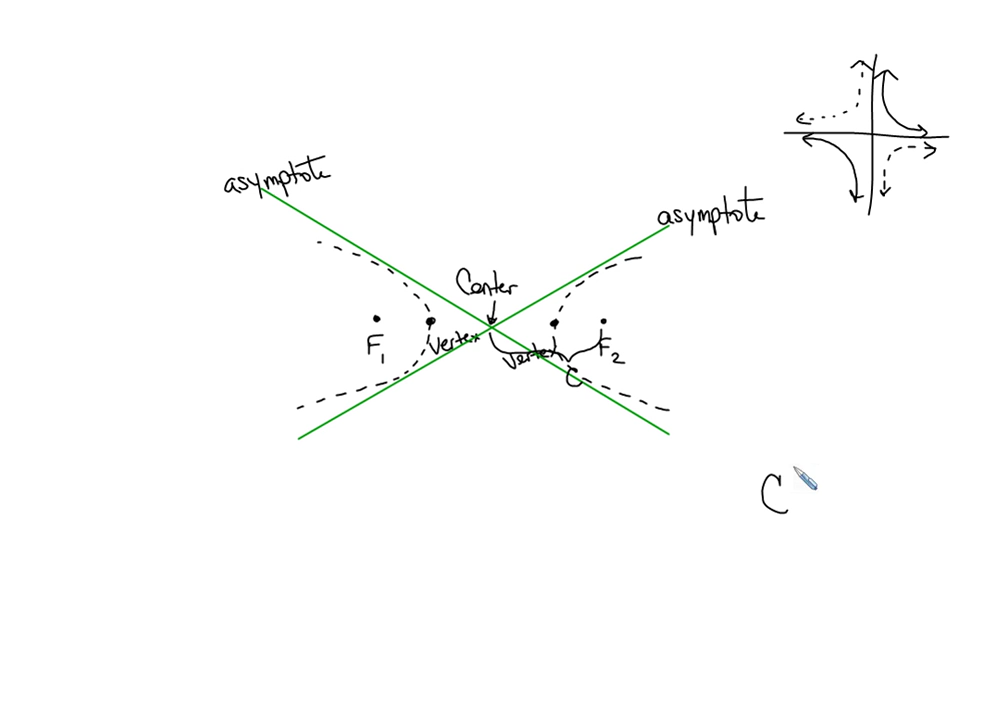 asymptote
asymptote
Center
F1
Vertex
Vertex
F2
C
C